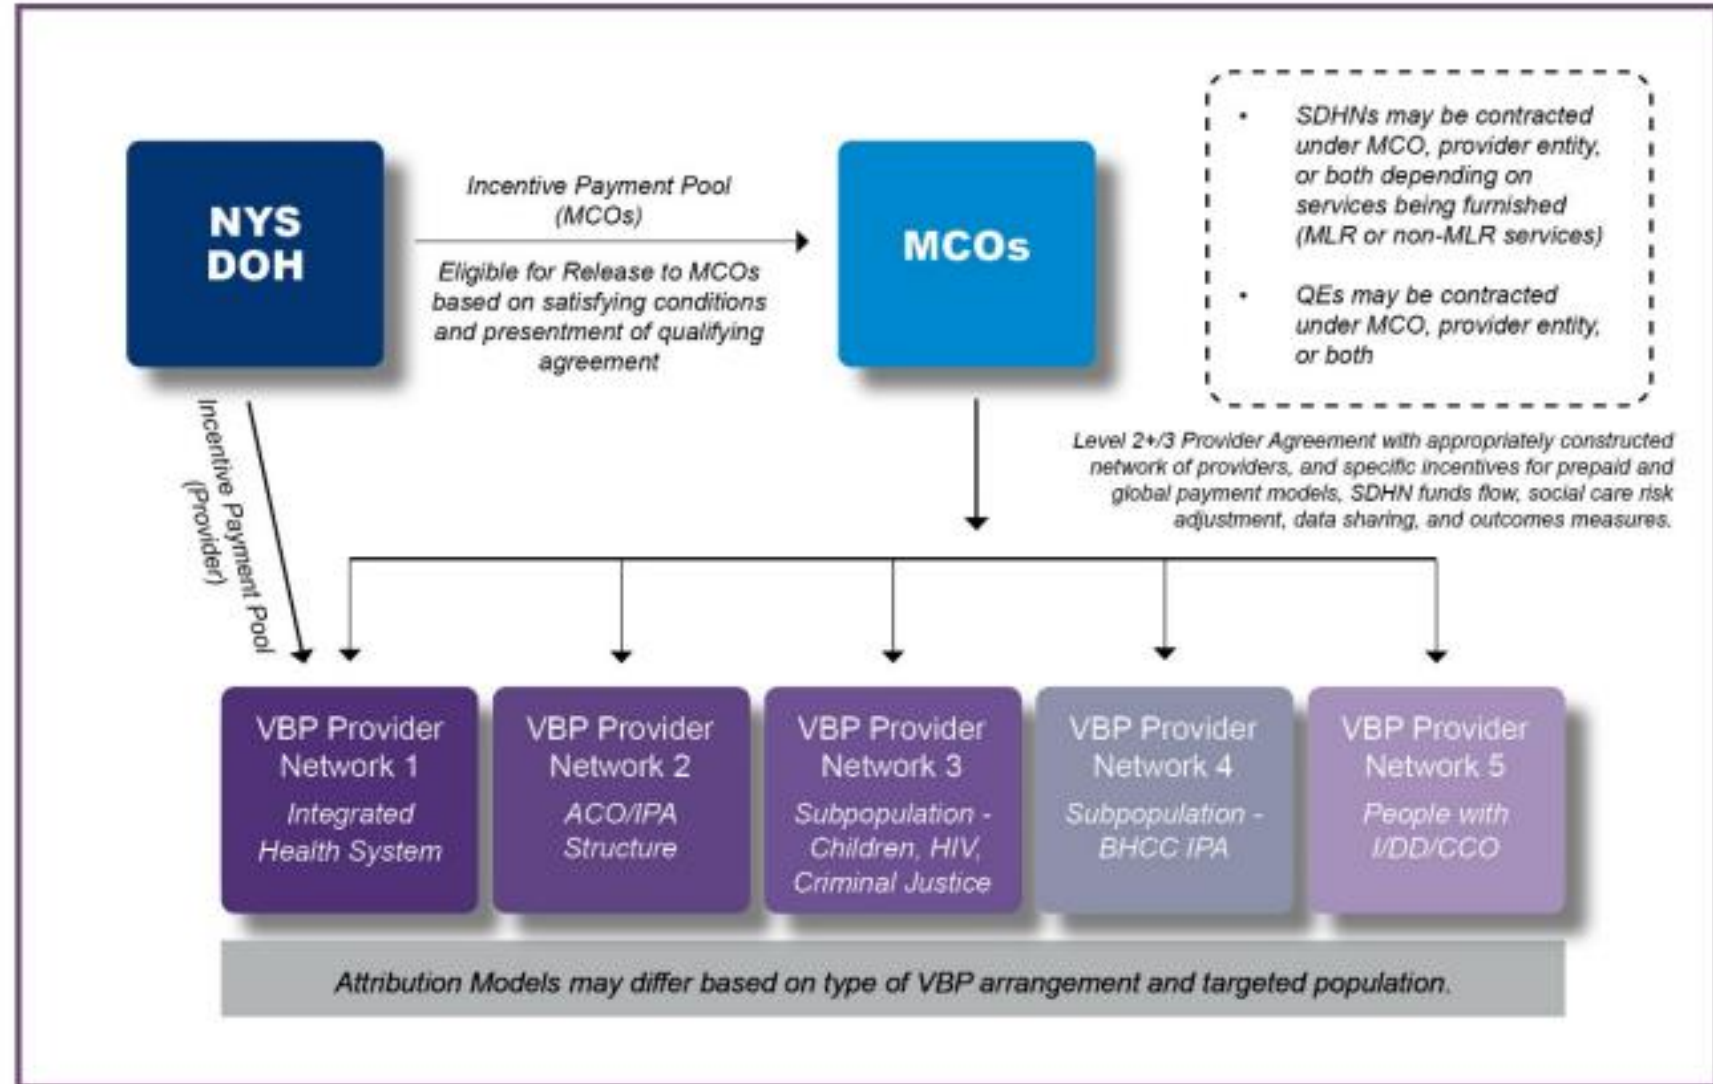 NYS
DOH
Incentive Payment Pool
(MCOs)
Eligible for Release to MCOs
based on satisfying conditions
and presentment of qualifying
agreement
MCOs
• SDHNs may be contracted
under MCO, provider entity,
or both depending on
services being furnished
(MLR or non-MLR services)
• QEs may be contracted
under MCO, provider entity,
or both
Incentive Payment Pool
(Provider)
Level 2+/3 Provider Agreement with appropriately constructed
network of providers, and specific incentives for prepaid and
global payment models, SDHN funds flow, social care risk
adjustment, data sharing, and outcomes measures.
VBP Provider
Network 1
Integrated
Health System
VBP Provider
Network 2
ACO/IPA
Structure
VBP Provider
Network 3
Subpopulation -
Children, HIV,
Criminal Justice
VBP Provider
Network 4
Subpopulation -
BHCC IPA
VBP Provider
Network 5
People with
I/DD/CCO
Attribution Models may differ based on type of VBP arrangement and targeted population.